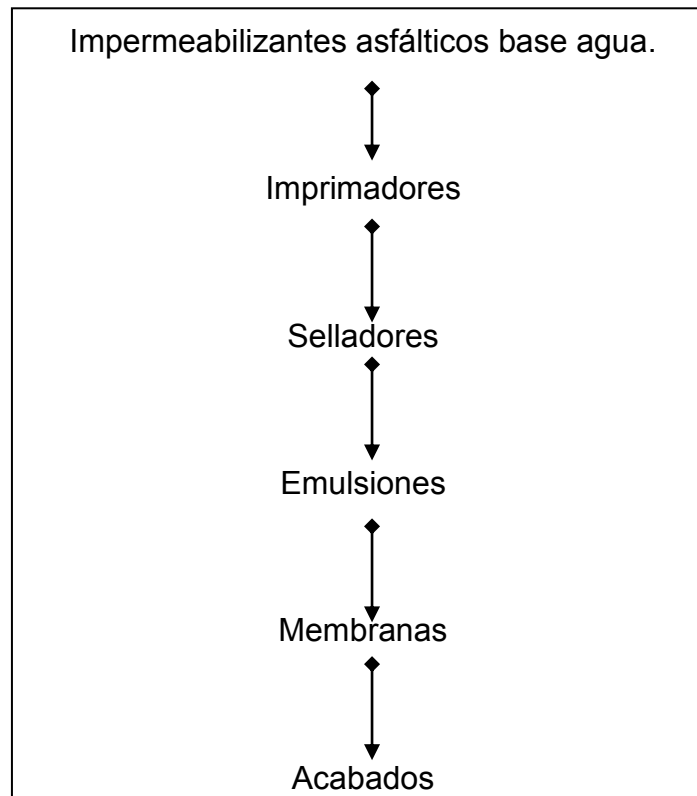 Impermeabilizantes asfálticos base agua.
Imprimadores
Selladores
Emulsiones
Membranas
Acabados